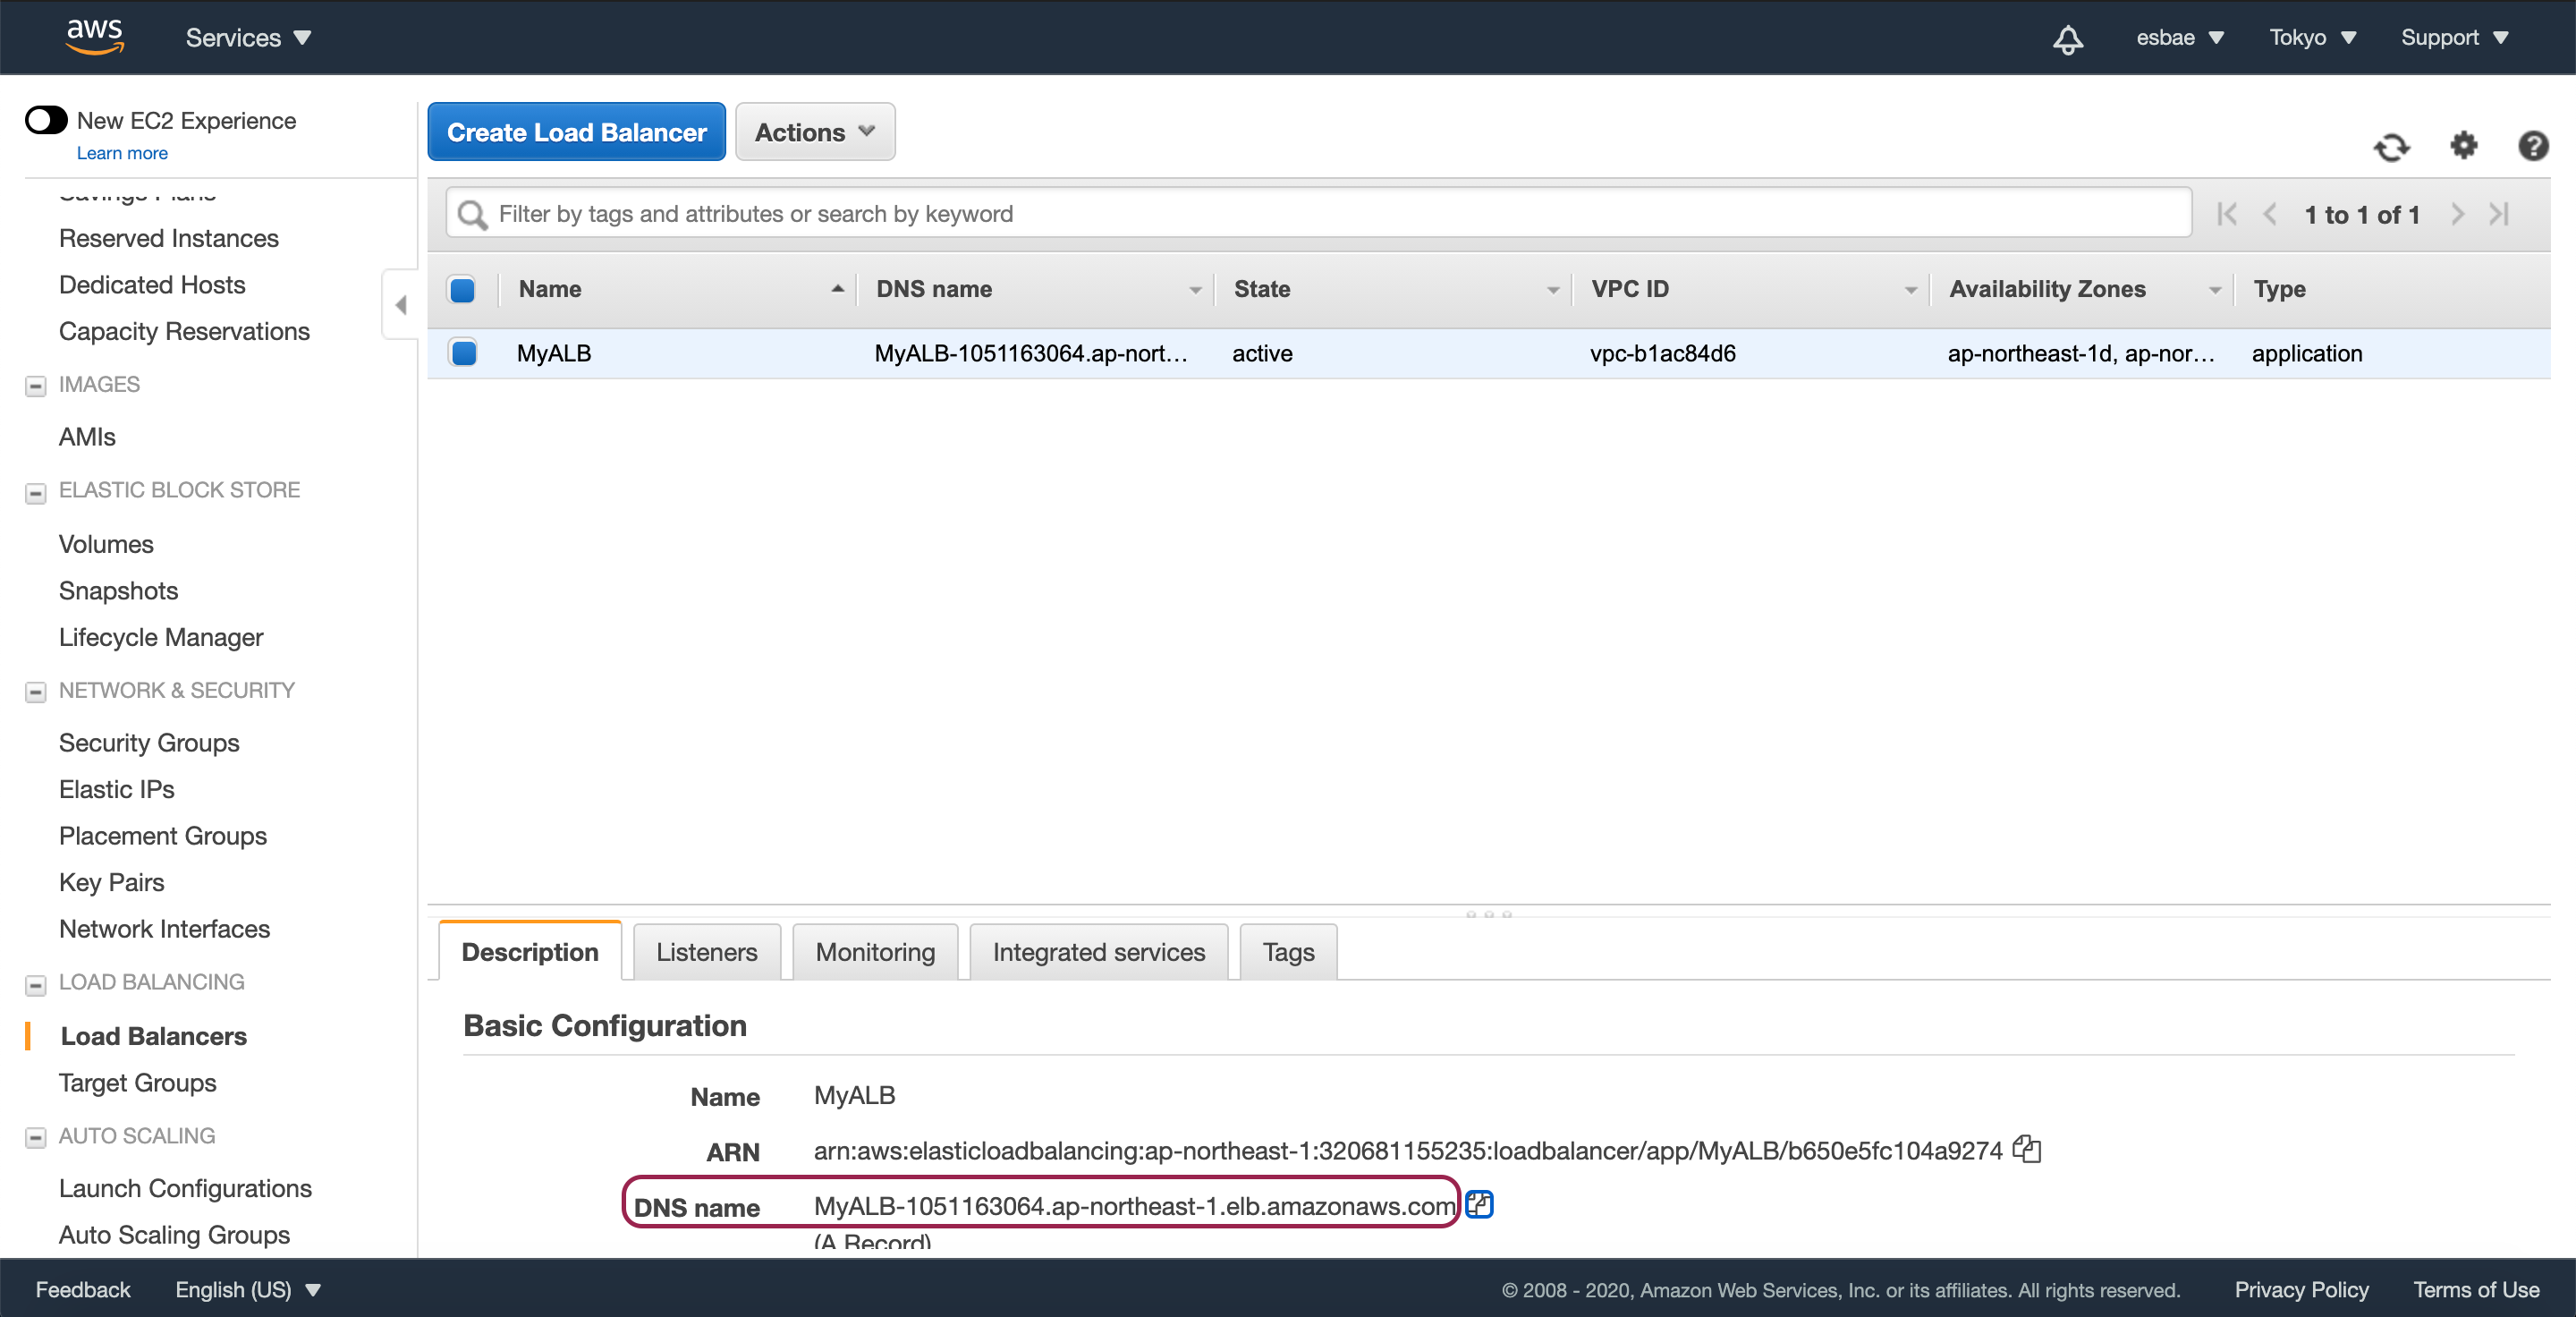 aws Services esbae Tokyo Support
New EC2 Experience
Learn more
Savings Plans
Reserved Instances
Dedicated Hosts
Capacity Reservations
IMAGES
AMIs
ELASTIC BLOCK STORE
Volumes
Snapshots
Lifecycle Manager
NETWORK & SECURITY
Security Groups
Elastic IPs
Placement Groups
Key Pairs
Network Interfaces
LOAD BALANCING
Load Balancers
Target Groups
AUTO SCALING
Launch Configurations
Auto Scaling Groups
Create Load Balancer Actions
Filter by tags and attributes or search by keyword 1 to 1 of 1
Name DNS name State VPC ID Availability Zones Type
MyALB MyALB-1051163064.ap-nort... active vpc-b1ac84d6 ap-northeast-1d, ap-nor... application
Description Listeners Monitoring Integrated services Tags
Basic Configuration
Name MyALB
ARN arn:aws:elasticloadbalancing:ap-northeast-1:320681155235:loadbalancer/app/MyALB/b650e5fc104a9274
DNS name MyALB-1051163064.ap-northeast-1.elb.amazonaws.com
(A Record)
Feedback English (US) © 2008 - 2020, Amazon Web Services, Inc. or its affiliates. All rights reserved. Privacy Policy Terms of Use